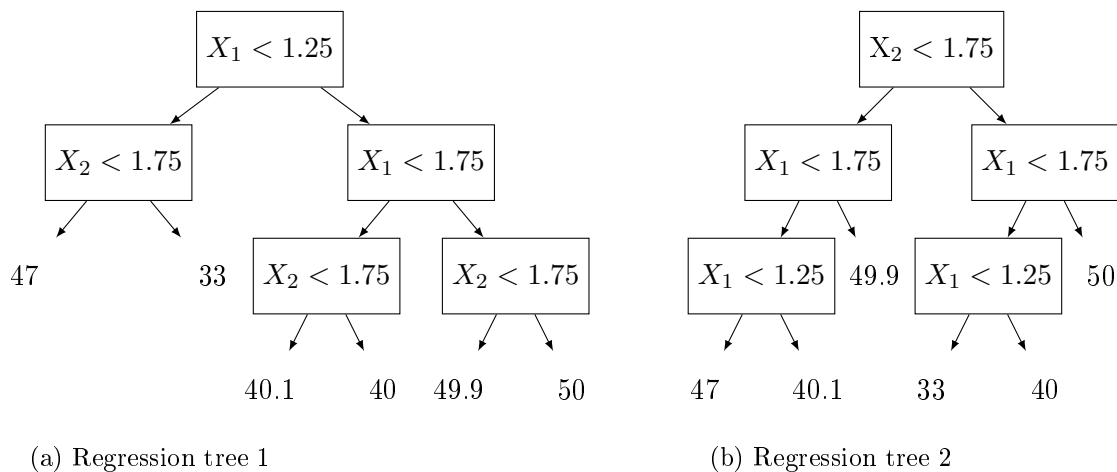 X₁ < 1.25
X₂ < 1.75
X₂ < 1.75
X₁ < 1.75
X₁ < 1.75
X₁ < 1.75
47
33
X₂ < 1.75
X₂ < 1.75
X₁ < 1.25
49.9
X₁ < 1.25
50
40.1
40
49.9
50
47
40.1
33
40
(a) Regression tree 1
(b) Regression tree 2